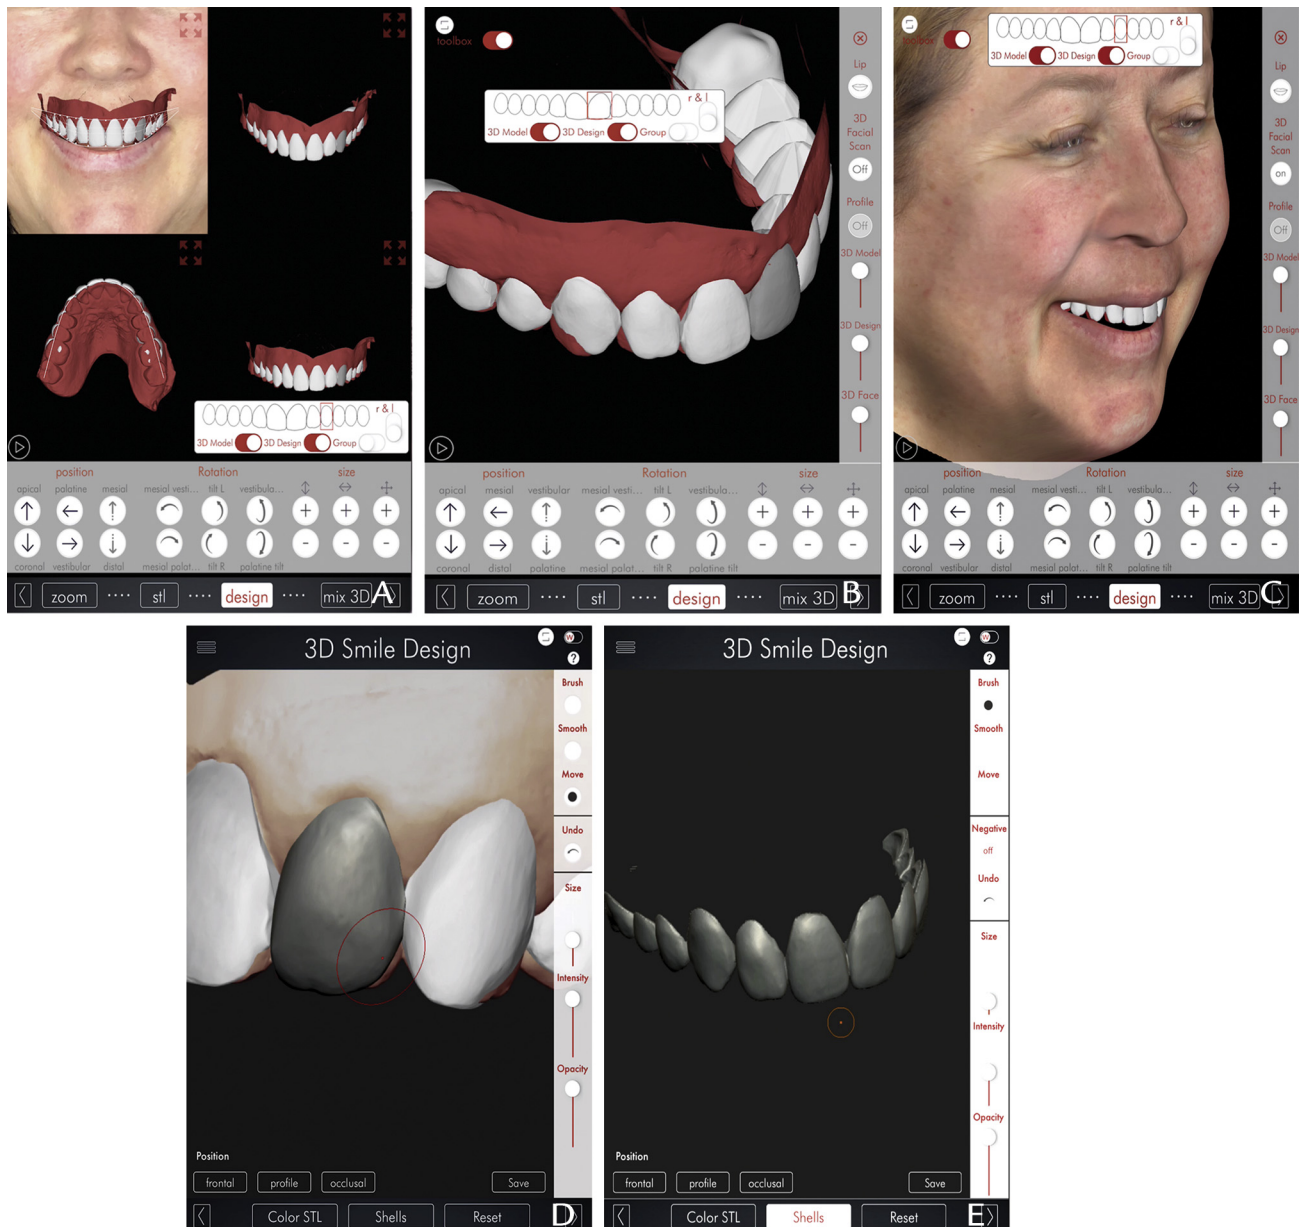 r & l
3D Model 3D Design Group
position Rotation size
apical palatine mesial mesial vesti... tilt L vestibula...
+ + +
- - -
coronal vestibular distal mesial palat... tilt R palatine tilt
zoom .... stl .... design .... mix 3D
A
toolbox
r & l
3D Model 3D Design Group
Lip
3D
Facial
Scan
Off
Profile
Off
3D Model
3D Design
3D Face
position Rotation size
apical mesial vestibular mesial vesti... tilt L vestibula...
+ + +
- - -
coronal distal palatine mesial palat... tilt R palatine tilt
zoom .... stl .... design .... mix 3D
B
r & l
3D Model 3D Design Group
Lip
3D
Facial
Scan
on
Profile
Off
3D Model
3D Design
3D Face
position Rotation size
apical palatine mesial mesial vesti... tilt L vestibula...
+ + +
- - -
coronal vestibular distal mesial palat... tilt R palatine tilt
zoom .... stl .... design .... mix 3D
C
3D Smile Design
W
?
Brush
Smooth
Move
Undo
Size
Intensity
Opacity
Position
frontal profile occlusal Save
Color STL Shells Reset
D
3D Smile Design
W
?
Brush
Smooth
Move
Negative
off
Undo
Size
Intensity
Opacity
Position
frontal profile occlusal Save
Color STL Shells Reset
E